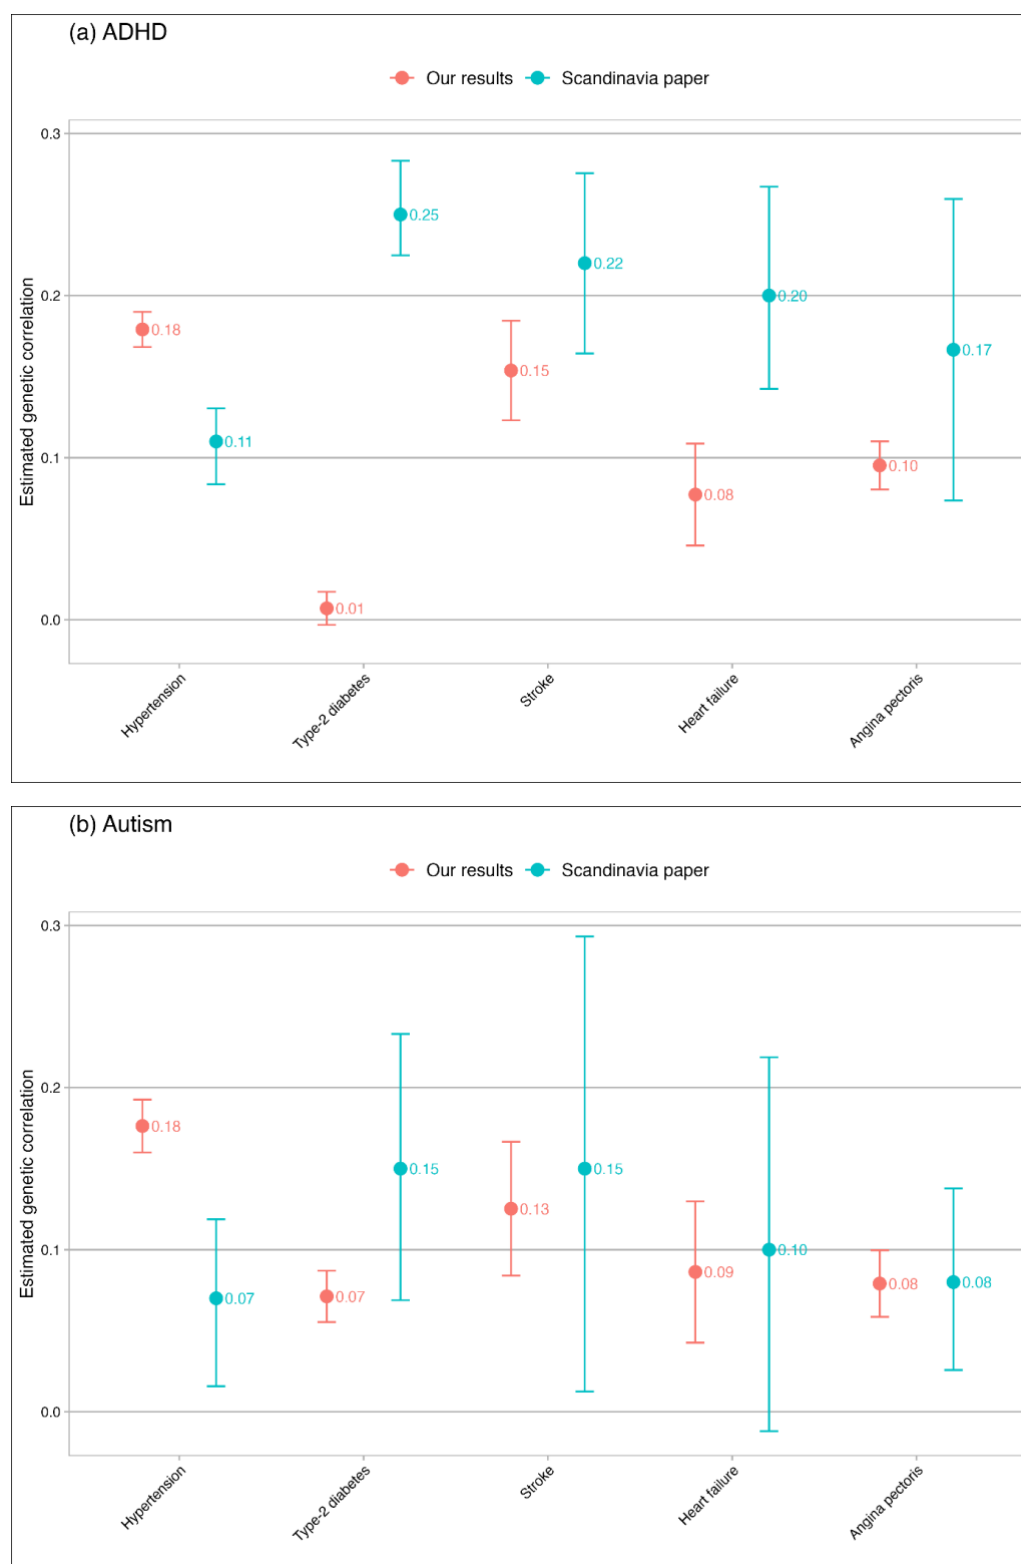 (a) ADHD
Our results Scandinavia paper
0.3
0.25
0.22
0.2
0.20
0.18
0.17
0.15
0.11
0.1
0.10
0.08
0.01
0.0
Estimated genetic correlation
Hypertension
Type-2 diabetes
Stroke
Heart failure
Angina pectoris
(b) Autism
Our results Scandinavia paper
0.3
0.2
0.18
0.15
0.15
0.13
0.1
0.10
0.09
0.08
0.08
0.07
0.07
0.0
Estimated genetic correlation
Hypertension
Type-2 diabetes
Stroke
Heart failure
Angina pectoris